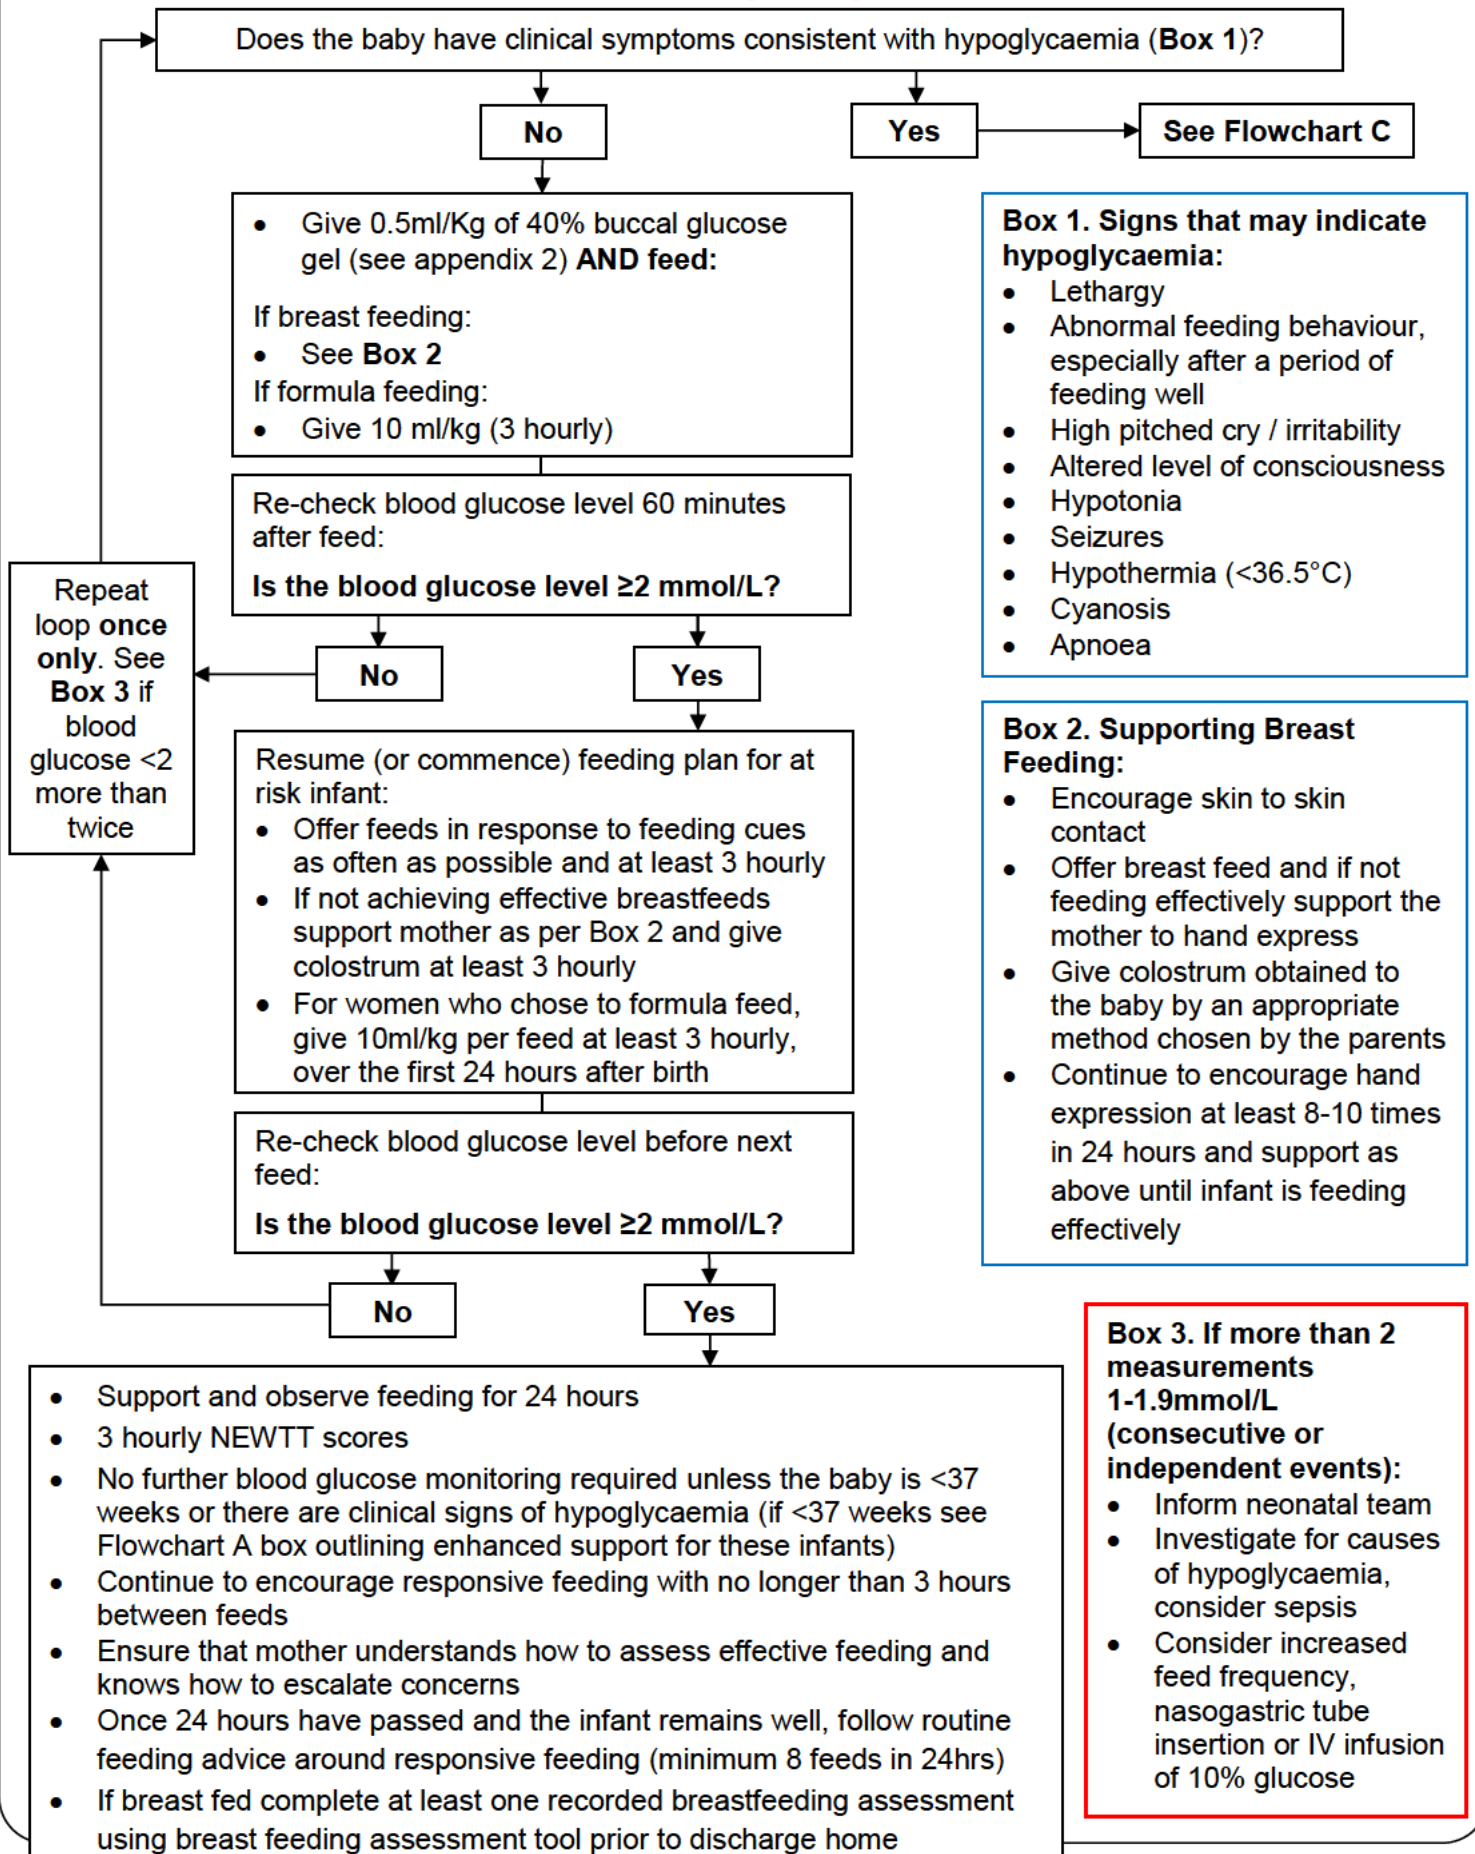 Does the baby have clinical symptoms consistent with hypoglycaemia (Box 1)?
No
Yes
See Flowchart C
• Give 0.5ml/Kg of 40% buccal glucose
gel (see appendix 2) AND feed:
If breast feeding:
• See Box 2
If formula feeding:
• Give 10 ml/kg (3 hourly)
Re-check blood glucose level 60 minutes
after feed:
Is the blood glucose level ≥2 mmol/L?
No
Yes
Repeat
loop once
only. See
Box 3 if
blood
glucose <2
more than
twice
Resume (or commence) feeding plan for at
risk infant:
• Offer feeds in response to feeding cues
as often as possible and at least 3 hourly
• If not achieving effective breastfeeds
support mother as per Box 2 and give
colostrum at least 3 hourly
• For women who chose to formula feed,
give 10ml/kg per feed at least 3 hourly,
over the first 24 hours after birth
Re-check blood glucose level before next
feed:
Is the blood glucose level ≥2 mmol/L?
No
Yes
• Support and observe feeding for 24 hours
• 3 hourly NEWTT scores
• No further blood glucose monitoring required unless the baby is <37
weeks or there are clinical signs of hypoglycaemia (if <37 weeks see
Flowchart A box outlining enhanced support for these infants)
• Continue to encourage responsive feeding with no longer than 3 hours
between feeds
• Ensure that mother understands how to assess effective feeding and
knows how to escalate concerns
• Once 24 hours have passed and the infant remains well, follow routine
feeding advice around responsive feeding (minimum 8 feeds in 24hrs)
• If breast fed complete at least one recorded breastfeeding assessment
using breast feeding assessment tool prior to discharge home
Box 1. Signs that may indicate
hypoglycaemia:
• Lethargy
• Abnormal feeding behaviour,
especially after a period of
feeding well
• High pitched cry / irritability
• Altered level of consciousness
• Hypotonia
• Seizures
• Hypothermia (<36.5°C)
• Cyanosis
• Apnoea
Box 2. Supporting Breast
Feeding:
• Encourage skin to skin
contact
• Offer breast feed and if not
feeding effectively support the
mother to hand express
• Give colostrum obtained to
the baby by an appropriate
method chosen by the parents
• Continue to encourage hand
expression at least 8-10 times
in 24 hours and support as
above until infant is feeding
effectively
Box 3. If more than 2
measurements
1-1.9mmol/L
(consecutive or
independent events):
• Inform neonatal team
• Investigate for causes
of hypoglycaemia,
consider sepsis
• Consider increased
feed frequency,
nasogastric tube
insertion or IV infusion
of 10% glucose